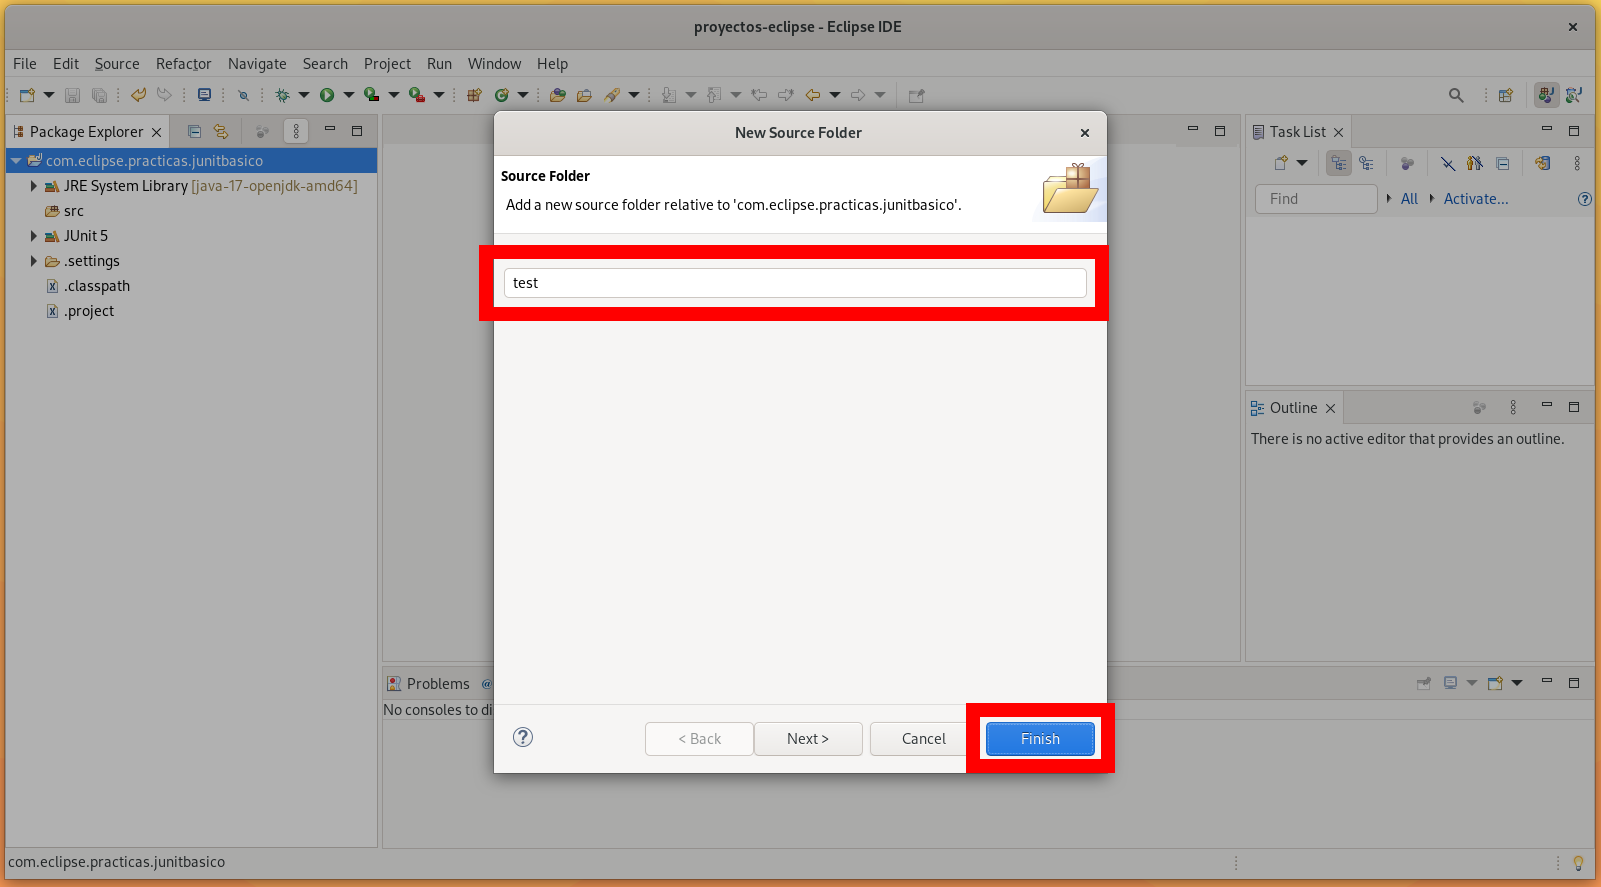 proyectos-eclipse - Eclipse IDE
File Edit Source Refactor Navigate Search Project Run Window Help
Package Explorer
com.eclipse.practicas.junitbasico
JRE System Library [java-17-openjdk-amd64]
src
JUnit 5
.settings
.classpath
.project
New Source Folder
Source Folder
Add a new source folder relative to 'com.eclipse.practicas.junitbasico'.
test
< Back
Next >
Cancel
Finish
Task List
Find
All
Activate...
Outline
There is no active editor that provides an outline.
Problems @
No consoles to di
com.eclipse.practicas.junitbasico